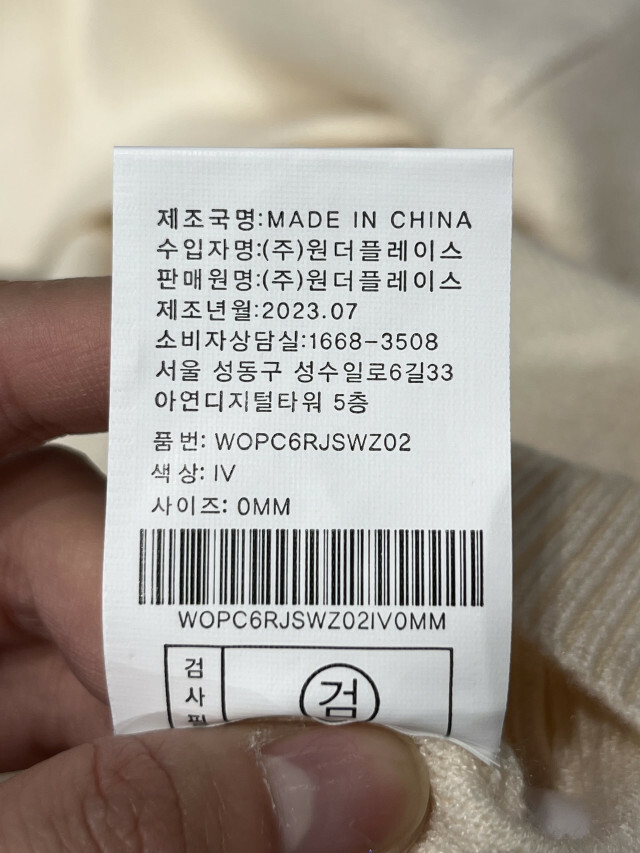 제조국명:MADE IN CHINA
수입자명:(주)원더플레이스
판매원명:(주)원더플레이스
제조년월:2023.07
소비자상담실:1668-3508
서울 성동구 성수일로6길33
아연디지털타워 5층
품번: WOPC6RJSWZ02
색상: IV
사이즈: 0MM
WOPC6RJSWZ02IV0MM
검사필
검